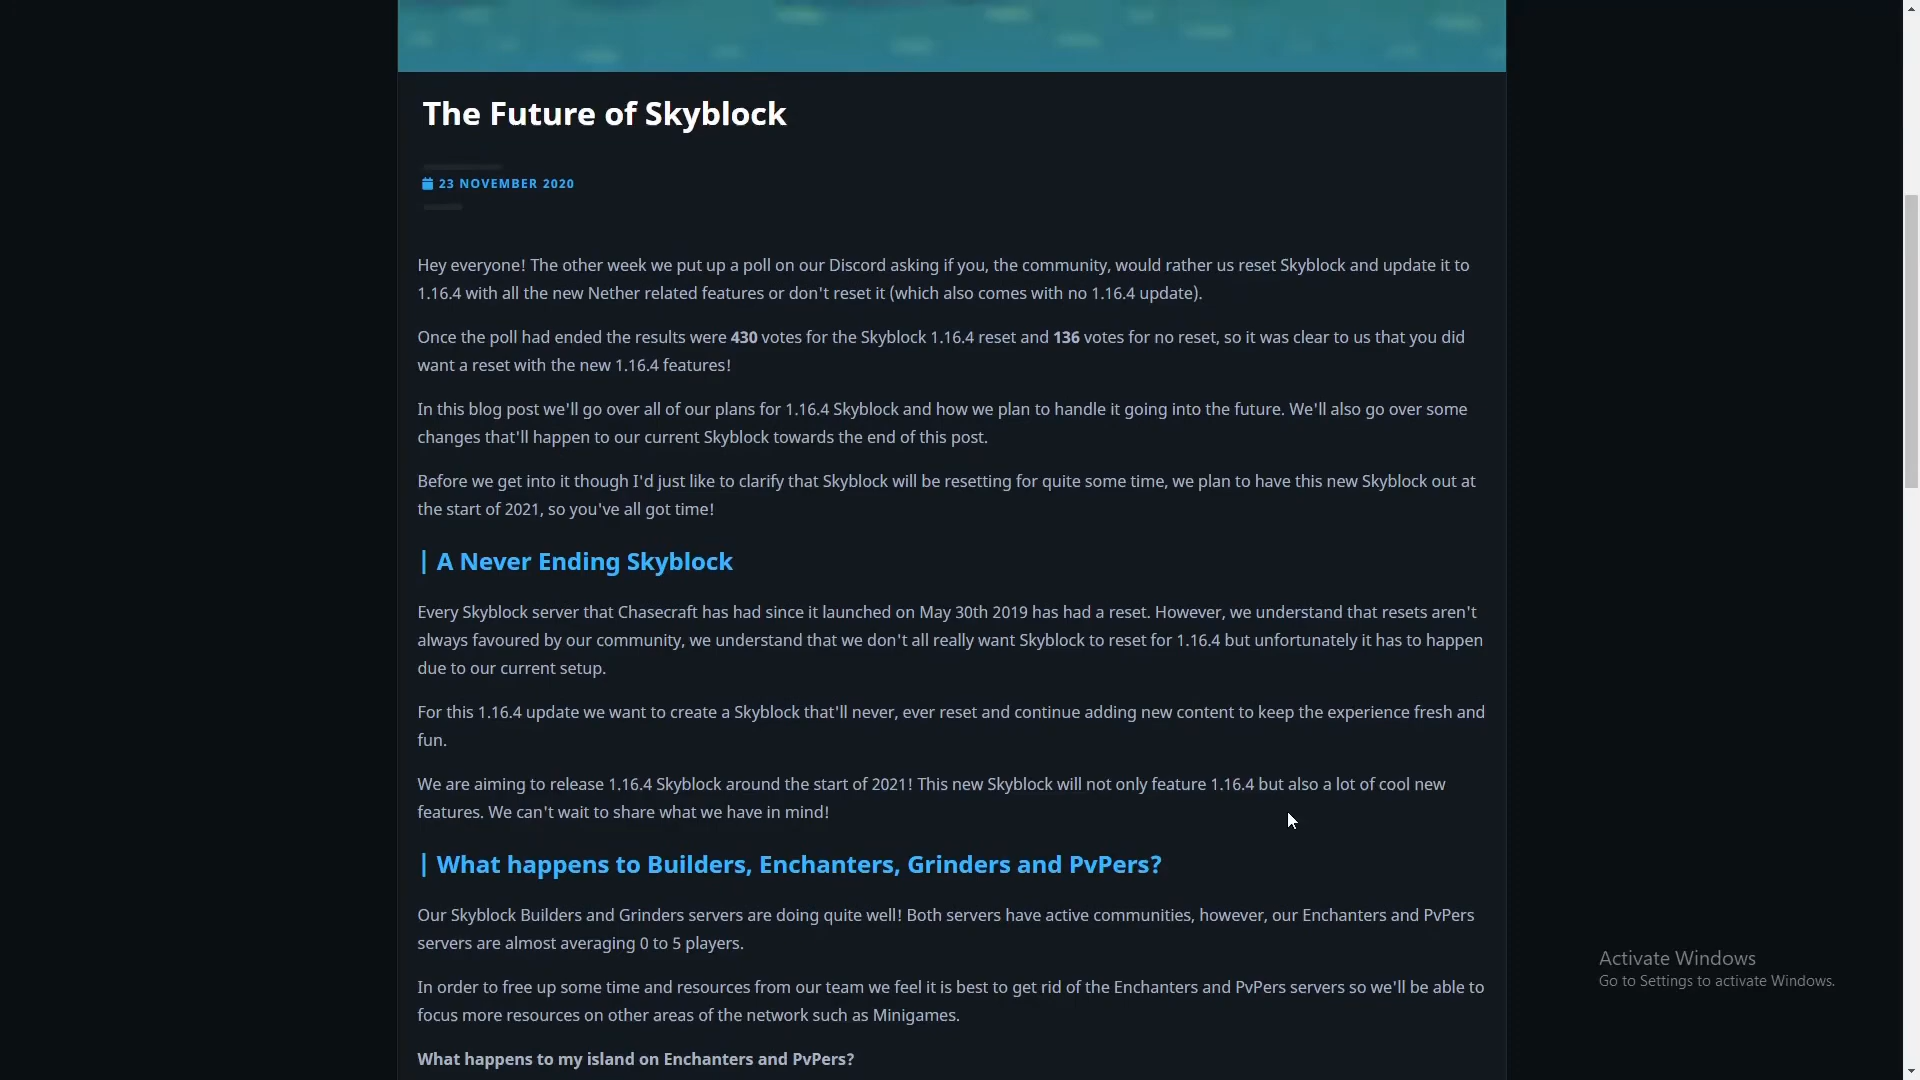 The Future of Skyblock
23 NOVEMBER 2020
Hey everyone! The other week we put up a poll on our Discord asking if you, the community, would rather us reset Skyblock and update it to
1.16.4 with all the new Nether related features or don't reset it (which also comes with no 1.16.4 update).
Once the poll had ended the results were 430 votes for the Skyblock 1.16.4 reset and 136 votes for no reset, so it was clear to us that you did
want a reset with the new 1.16.4 features!
In this blog post we'll go over all of our plans for 1.16.4 Skyblock and how we plan to handle it going into the future. We'll also go over some
changes that'll happen to our current Skyblock towards the end of this post.
Before we get into it though I'd just like to clarify that Skyblock will be resetting for quite some time, we plan to have this new Skyblock out at
the start of 2021, so you've all got time!
| A Never Ending Skyblock
Every Skyblock server that Chasecraft has had since it launched on May 30th 2019 has had a reset. However, we understand that resets aren't
always favoured by our community, we understand that we don't all really want Skyblock to reset for 1.16.4 but unfortunately it has to happen
due to our current setup.
For this 1.16.4 update we want to create a Skyblock that'll never, ever reset and continue adding new content to keep the experience fresh and
fun.
We are aiming to release 1.16.4 Skyblock around the start of 2021! This new Skyblock will not only feature 1.16.4 but also a lot of cool new
features. We can't wait to share what we have in mind!
| What happens to Builders, Enchanters, Grinders and PvPers?
Our Skyblock Builders and Grinders servers are doing quite well! Both servers have active communities, however, our Enchanters and PvPers
servers are almost averaging 0 to 5 players.
In order to free up some time and resources from our team we feel it is best to get rid of the Enchanters and PvPers servers so we'll be able to
focus more resources on other areas of the network such as Minigames.
What happens to my island on Enchanters and PvPers?
Activate Windows
Go to Settings to activate Windows.